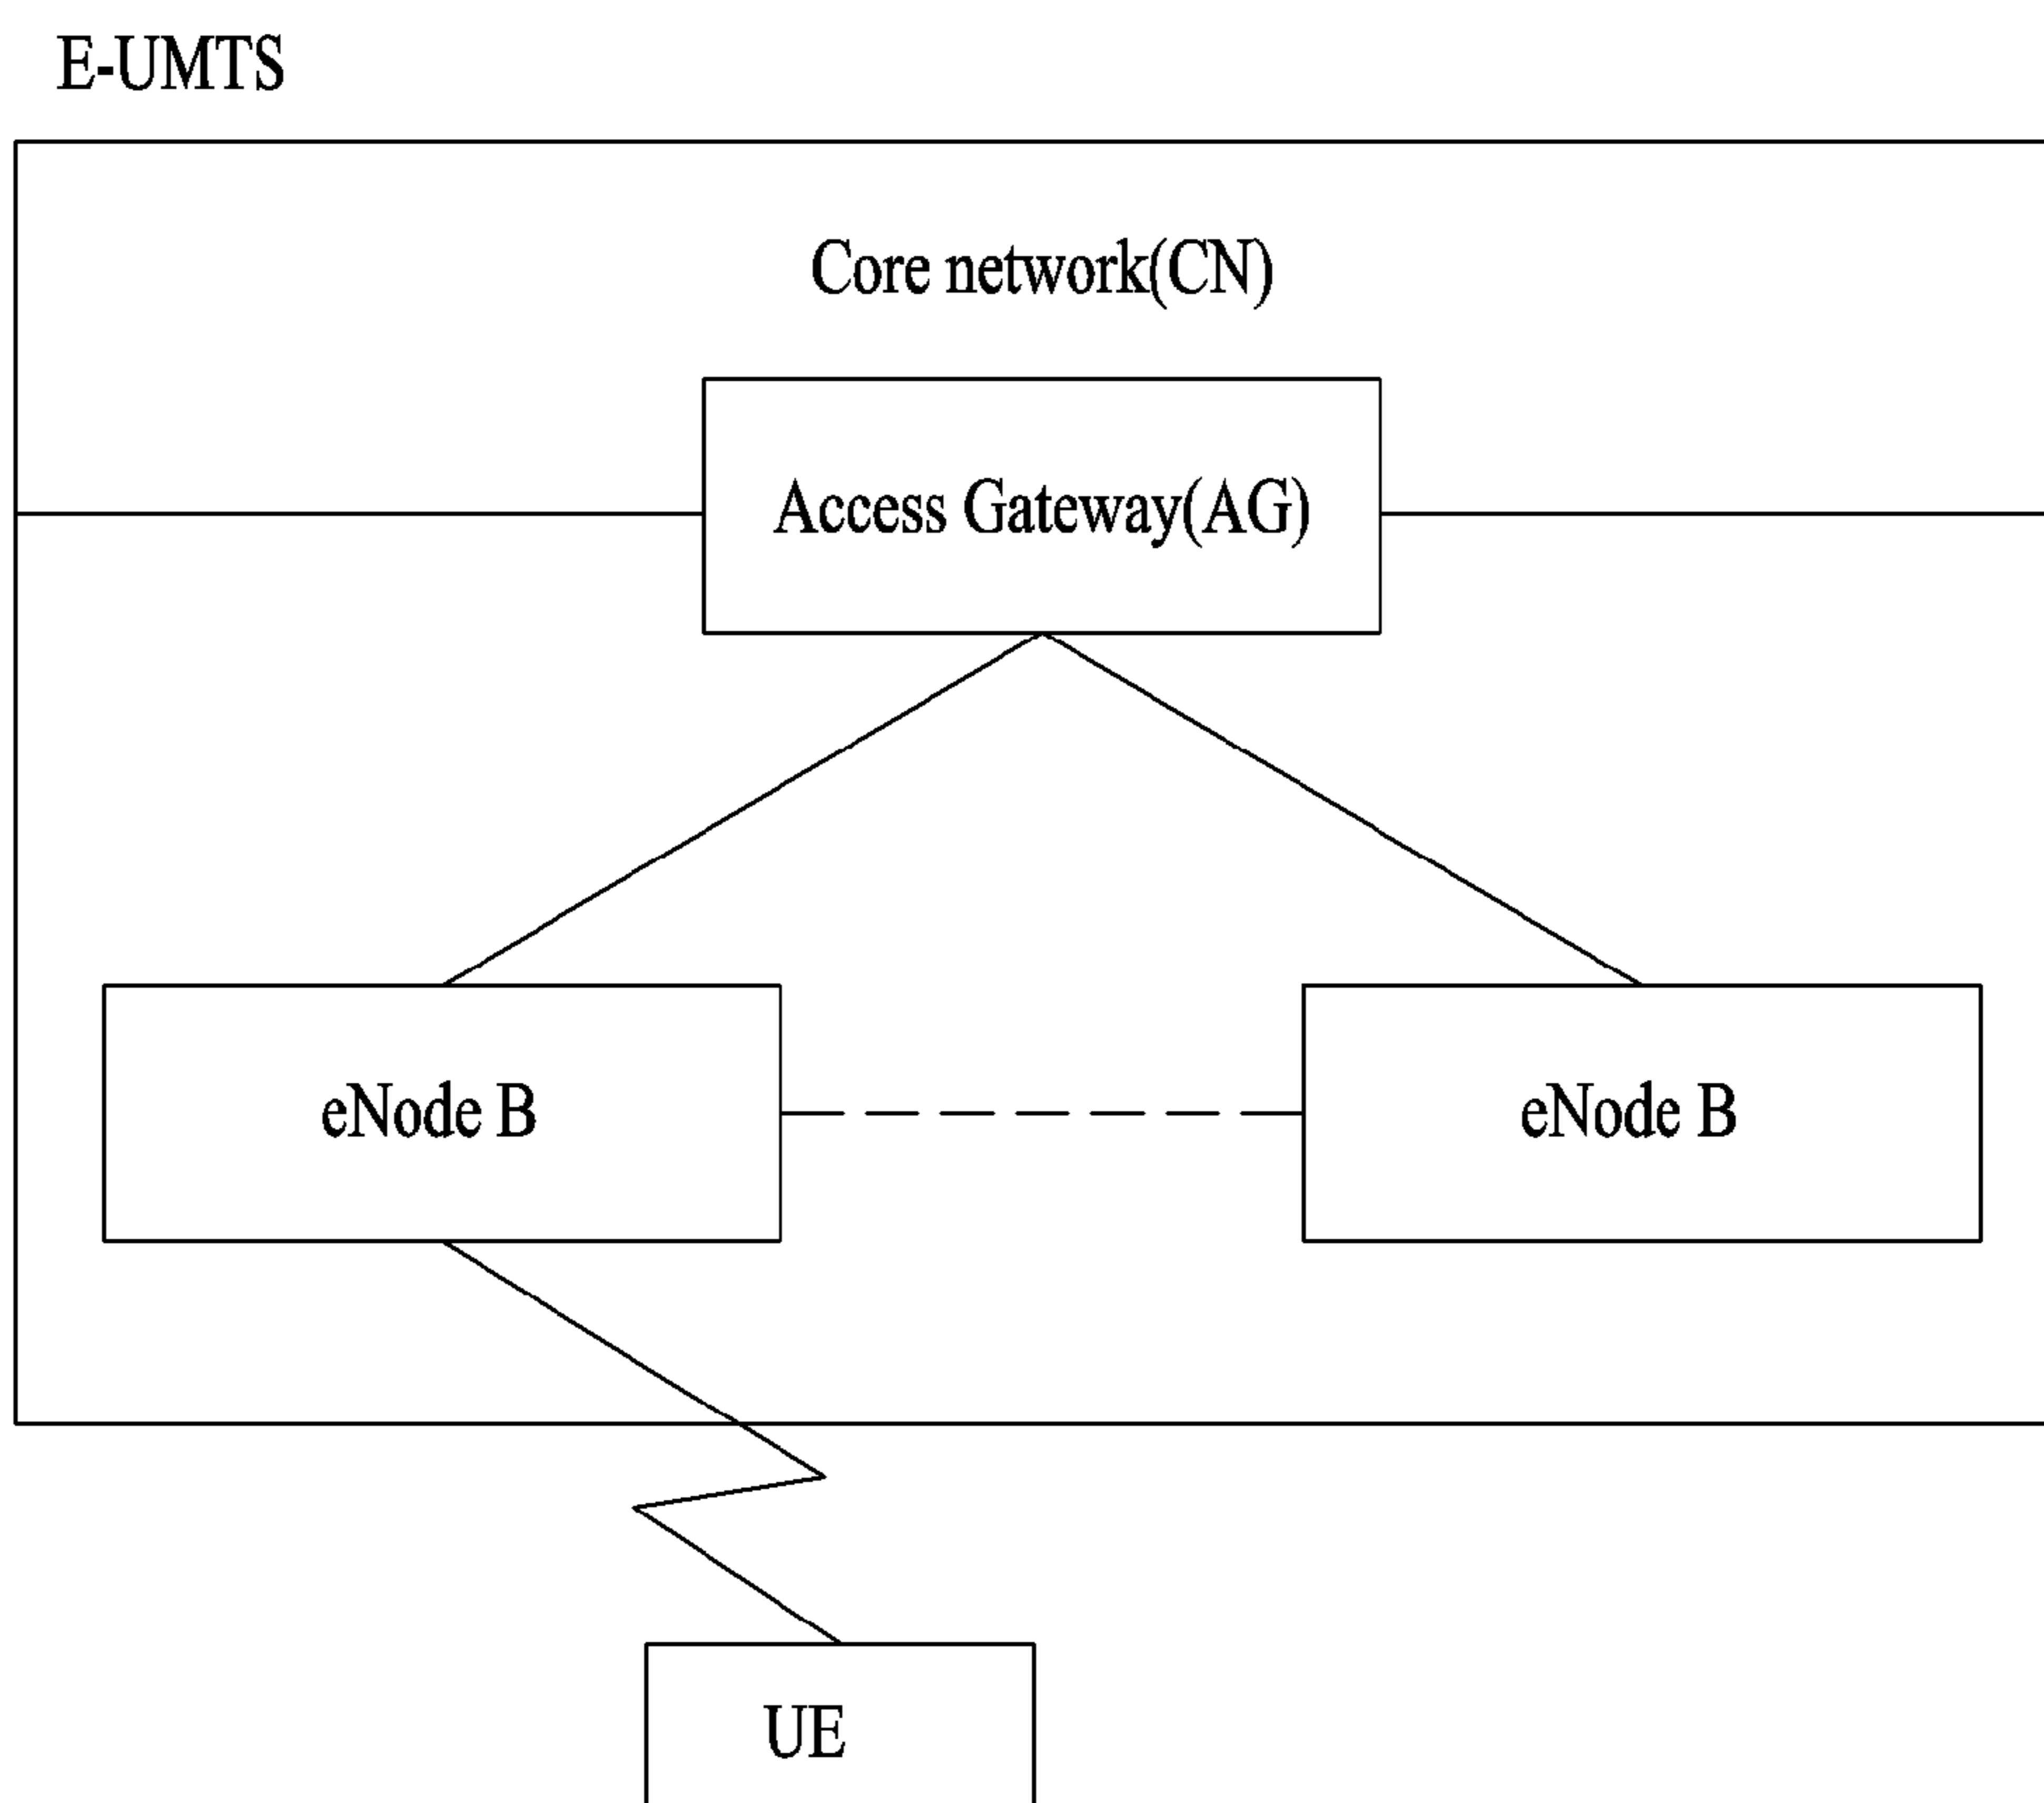 E-UMTS
Core network(CN)
Access Gateway(AG)
eNode B
eNode B
UE